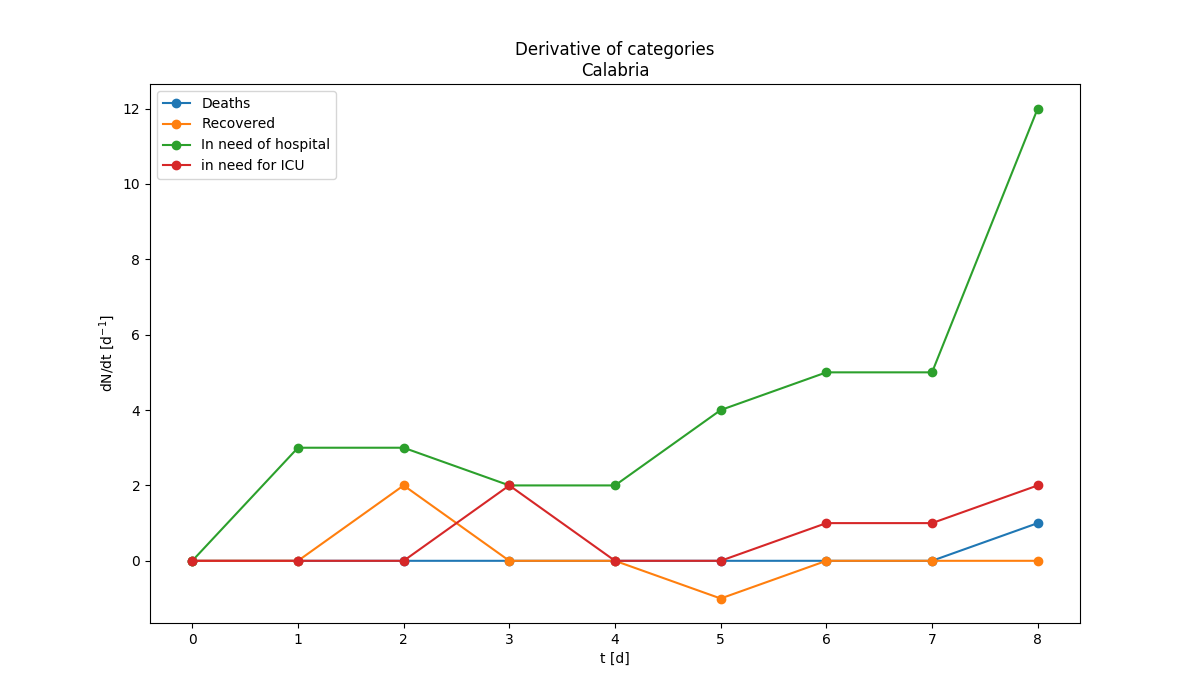 Derivative of categories
Calabria
Deaths
Recovered
In need of hospital
in need for ICU
12
10
8
6
4
2
0
dN/dt [d⁻¹]
0 1 2 3 4 5 6 7 8
t [d]